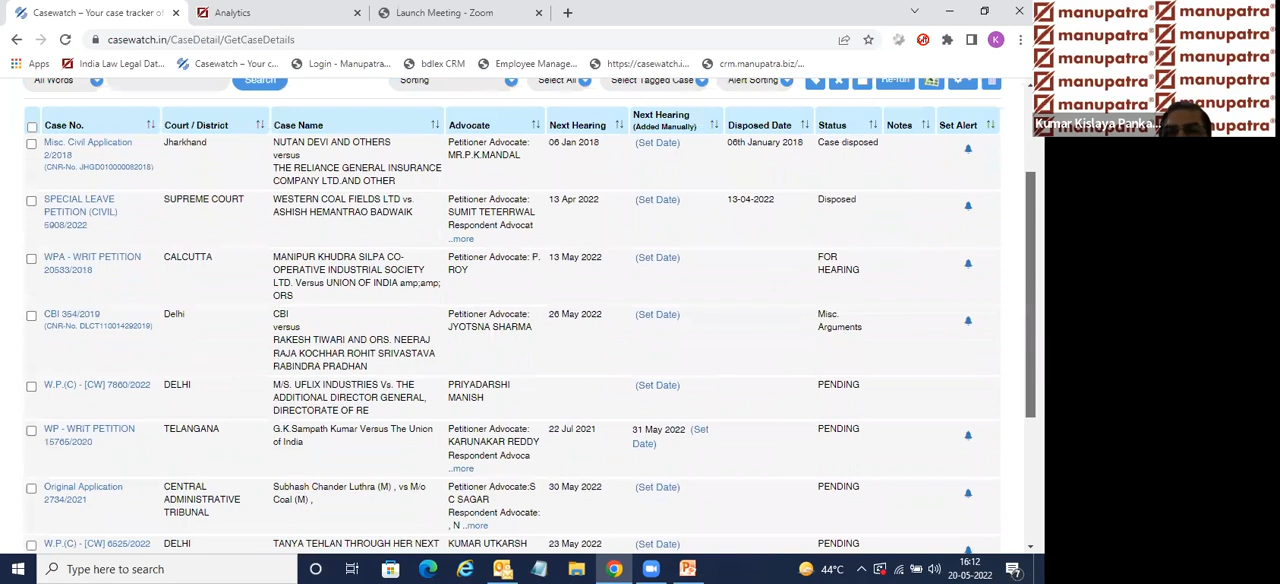 Casewatch – Your case tracker of
Analytics
Launch Meeting - Zoom
casewatch.in/CaseDetail/GetCaseDetails
K
Apps
India Law Legal Dat...
Casewatch – Your c...
Login - Manupatra...
bdlex CRM
Employee Manage...
https://casewatch.i...
crm.manupatra.biz/...
All Words
Search
Sorting
Select All
Select Tagged Case
Alert Sorting
Re-run
Case No.
Court / District
Case Name
Advocate
Next Hearing
Next Hearing
(Added Manually)
Disposed Date
Status
Notes
Set Alert
Misc. Civil Application
2/2018
(CNR-No. JHGD010000082018)
Jharkhand
NUTAN DEVI AND OTHERS
versus
THE RELIANCE GENERAL INSURANCE
COMPANY LTD.AND OTHER
Petitioner Advocate:
MR.P.K.MANDAL
06 Jan 2018
(Set Date)
06th January 2018
Case disposed
SPECIAL LEAVE
PETITION (CIVIL)
5908/2022
SUPREME COURT
WESTERN COAL FIELDS LTD vs.
ASHISH HEMANTRAO BADWAIK
Petitioner Advocate:
SUMIT TETERRWAL
Respondent Advocat
..more
13 Apr 2022
(Set Date)
13-04-2022
Disposed
WPA - WRIT PETITION
20533/2018
CALCUTTA
MANIPUR KHUDRA SILPA CO-
OPERATIVE INDUSTRIAL SOCIETY
LTD. Versus UNION OF INDIA amp;amp;
ORS
Petitioner Advocate: P.
ROY
13 May 2022
(Set Date)
FOR
HEARING
CBI 354/2019
(CNR-No. DLCT110014292019)
Delhi
CBI
versus
RAKESH TIWARI AND ORS. NEERAJ
RAJA KOCHHAR ROHIT SRIVASTAVA
RABINDRA PRADHAN
Petitioner Advocate:
JYOTSNA SHARMA
26 May 2022
(Set Date)
Misc.
Arguments
W.P.(C) - [CW] 7860/2022
DELHI
M/S. UFLIX INDUSTRIES Vs. THE
ADDITIONAL DIRECTOR GENERAL,
DIRECTORATE OF RE
PRIYADARSHI
MANISH
(Set Date)
PENDING
WP - WRIT PETITION
15765/2020
TELANGANA
G.K.Sampath Kumar Versus The Union
of India
Petitioner Advocate:
KARUNAKAR REDDY
Respondent Advoca
..more
22 Jul 2021
31 May 2022 (Set
Date)
PENDING
Original Application
2734/2021
CENTRAL
ADMINISTRATIVE
TRIBUNAL
Subhash Chander Luthra (M) , vs M/o
Coal (M) ,
Petitioner Advocate:S
C SAGAR
Respondent Advocate:
, N ..more
30 May 2022
(Set Date)
PENDING
W.P.(C) - [CW] 6525/2022
DELHI
TANYA TEHLAN THROUGH HER NEXT
KUMAR UTKARSH
23 May 2022
(Set Date)
PENDING
manupatra manupatra
manupatra manupatra
manupatra manupatra
manupatra manupatra
manupatra
manupatra
Kumar Kislaya Panka...
Type here to search
44°C
16:12
20-05-2022
7